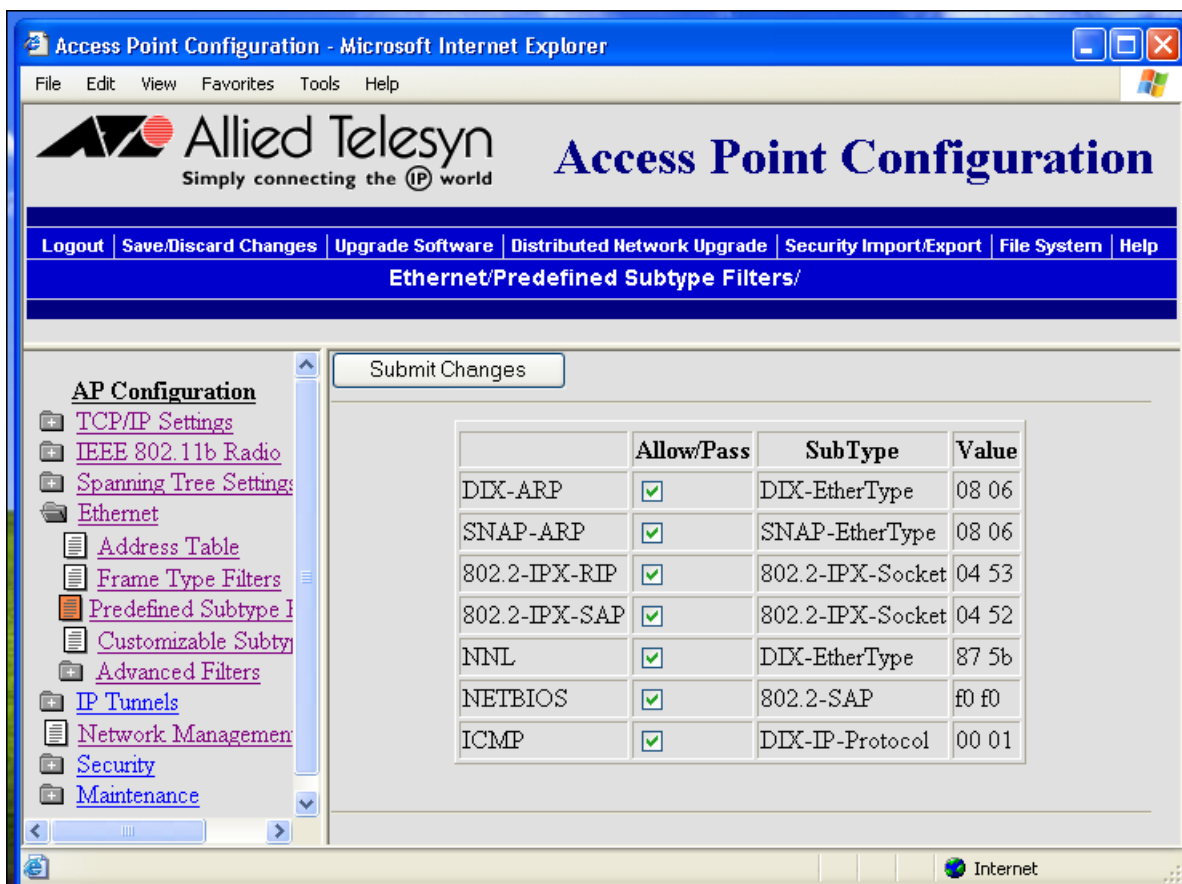 Access Point Configuration - Microsoft Internet Explorer
File Edit View Favorites Tools Help
Allied Telesyn
Simply connecting the IP world
Access Point Configuration
Logout | Save/Discard Changes | Upgrade Software | Distributed Network Upgrade | Security Import/Export | File System | Help
Ethernet/Predefined Subtype Filters/
AP Configuration
TCP/IP Settings
IEEE 802.11b Radio
Spanning Tree Settings
Ethernet
Address Table
Frame Type Filters
Predefined Subtype
Customizable
Advanced Filters
IP Tunnels
Network
Security
Maintenance
Submit Changes
Allow/Pass SubType Value
DIX-ARP DIX-EtherType 08 06
SNAP-ARP SNAP-EtherType 08 06
802.2-IPX-RIP 802.2-IPX-Socket 04 53
802.2-IPX-SAP 802.2-IPX-Socket 04 52
NNL DIX-EtherType 87 5b
NETBIOS 802.2-SAP f0 f0
ICMP DIX-IP-Protocol 00 01
Internet